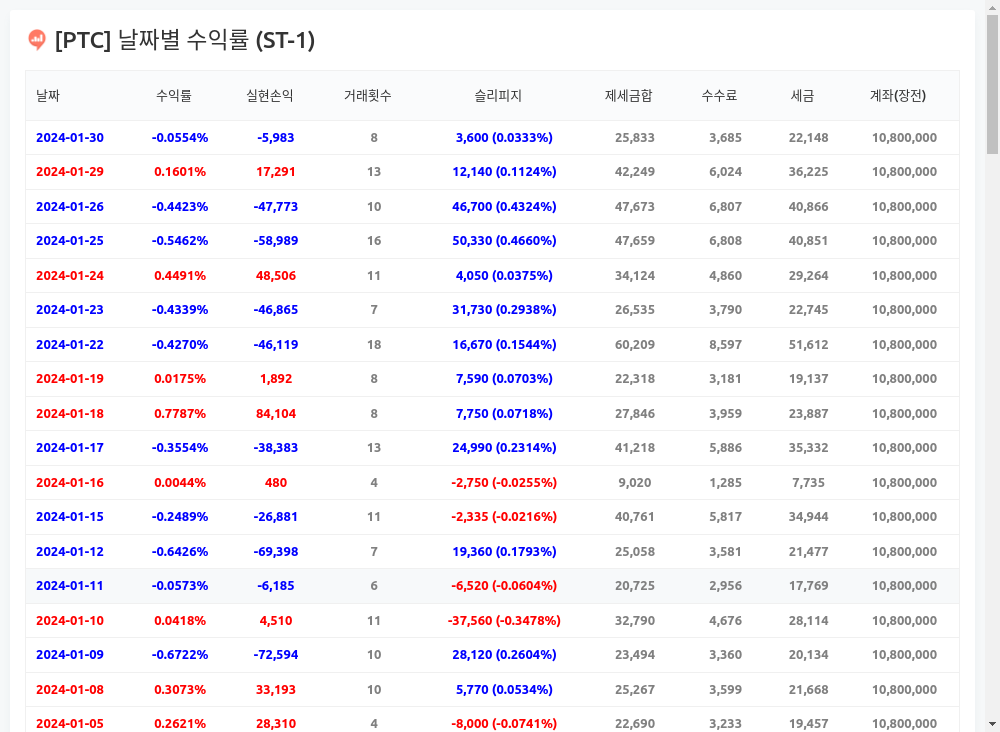 [PTC] 날짜별 수익률 (ST-1)
날짜 수익률 실현손익 거래횟수 슬리피지 제세금합 수수료 세금 계좌(장전)
2024-01-30 -0.0554% -5,983 8 3,600 (0.0333%) 25,833 3,685 22,148 10,800,000
2024-01-29 0.1601% 17,291 13 12,140 (0.1124%) 42,249 6,024 36,225 10,800,000
2024-01-26 -0.4423% -47,773 10 46,700 (0.4324%) 47,673 6,807 40,866 10,800,000
2024-01-25 -0.5462% -58,989 16 50,330 (0.4660%) 47,659 6,808 40,851 10,800,000
2024-01-24 0.4491% 48,506 11 4,050 (0.0375%) 34,124 4,860 29,264 10,800,000
2024-01-23 -0.4339% -46,865 7 31,730 (0.2938%) 26,535 3,790 22,745 10,800,000
2024-01-22 -0.4270% -46,119 18 16,670 (0.1544%) 60,209 8,597 51,612 10,800,000
2024-01-19 0.0175% 1,892 8 7,590 (0.0703%) 22,318 3,181 19,137 10,800,000
2024-01-18 0.7787% 84,104 8 7,750 (0.0718%) 27,846 3,959 23,887 10,800,000
2024-01-17 -0.3554% -38,383 13 24,990 (0.2314%) 41,218 5,886 35,332 10,800,000
2024-01-16 0.0044% 480 4 -2,750 (-0.0255%) 9,020 1,285 7,735 10,800,000
2024-01-15 -0.2489% -26,881 11 -2,335 (-0.0216%) 40,761 5,817 34,944 10,800,000
2024-01-12 -0.6426% -69,398 7 19,360 (0.1793%) 25,058 3,581 21,477 10,800,000
2024-01-11 -0.0573% -6,185 6 -6,520 (-0.0604%) 20,725 2,956 17,769 10,800,000
2024-01-10 0.0418% 4,510 11 -37,560 (-0.3478%) 32,790 4,676 28,114 10,800,000
2024-01-09 -0.6722% -72,594 10 28,120 (0.2604%) 23,494 3,360 20,134 10,800,000
2024-01-08 0.3073% 33,193 10 5,770 (0.0534%) 25,267 3,599 21,668 10,800,000
2024-01-05 0.2621% 28,310 4 -8,000 (-0.0741%) 22,690 3,233 19,457 10,800,000